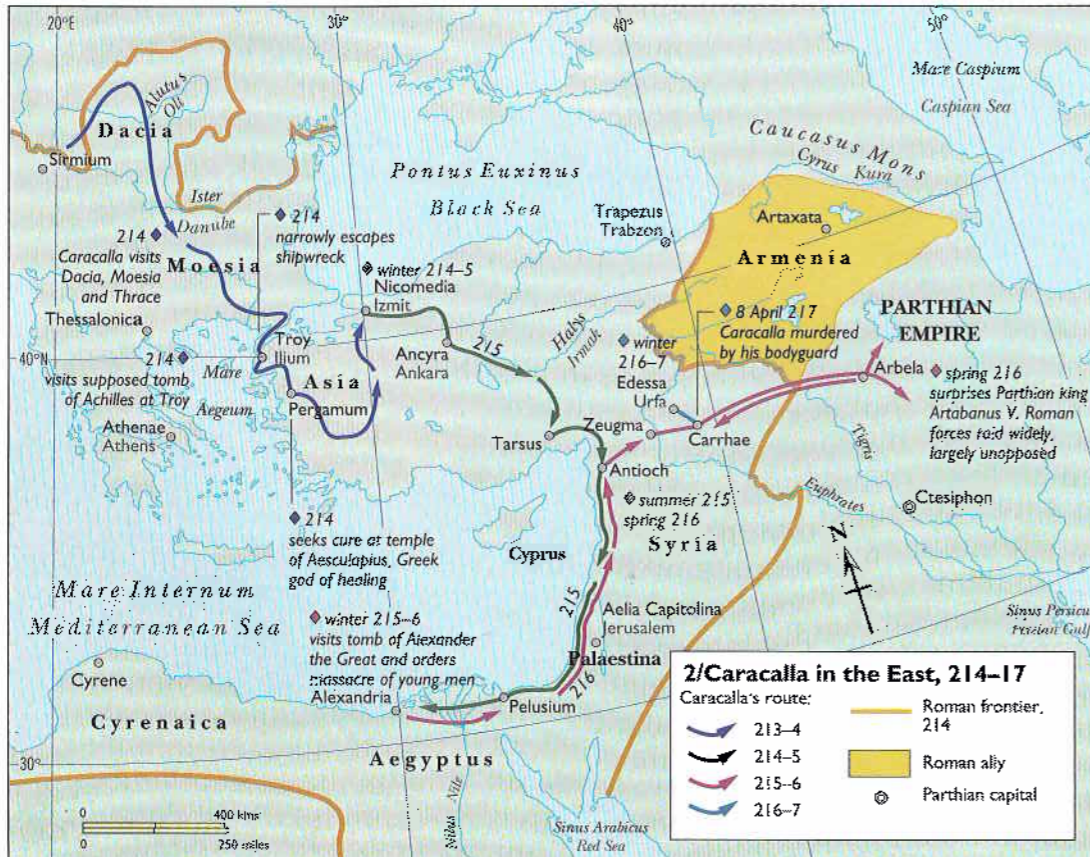 20°E
30°
40°
50°
Mare Caspium
Caspian Sea
Alutus
Olt
Dacia
Sirmium
Caucasus Mons
Cyrus Kura
Pontus Euxinus
Black Sea
Ister
Danube
Trapezus
Trabzon
Artaxata
214
Caracalla visits
Dacia, Moesia
and Thrace
Moesia
214
narrowly escapes
shipwreck
winter 214–5
Nicomedia
Izmit
Armenia
8 April 217
Caracalla murdered
by his bodyguard
PARTHIAN
EMPIRE
Thessalonica
40°N
214
visits supposed tomb
of Achilles at Troy
Troy
Ilium
Mare
Aegeum
Asia
Pergamum
215
Ancyra
Ankara
Halys
Irmak
winter
216–7
Edessa
Urfa
Arbela
spring 216
surprises Parthian king
Artabanus V. Roman
forces raid widely,
largely unopposed
Athenae
Athens
Tarsus
Zeugma
Carrhae
Antioch
Tigris
Euphrates
Ctesiphon
summer 215
spring 216
Syria
Cyprus
N
214
seeks cure at temple
of Aesculapius, Greek
god of healing
Mare Internum
Mediterranean Sea
winter 215–6
visits tomb of Alexander
the Great and orders
massacre of young men
Alexandria
215
216
Aelia Capitolina
Jerusalem
Palaestina
Pelusium
Sinus Persicus
Persian Gulf
Cyrene
Cyrenaica
Aegyptus
30°
Nilus Nile
Sinus Arabicus
Red Sea
0 400 kms
0 250 miles
2/Caracalla in the East, 214–17
Caracalla's route:
213–4
214–5
215–6
216–7
Roman frontier,
214
Roman ally
Parthian capital